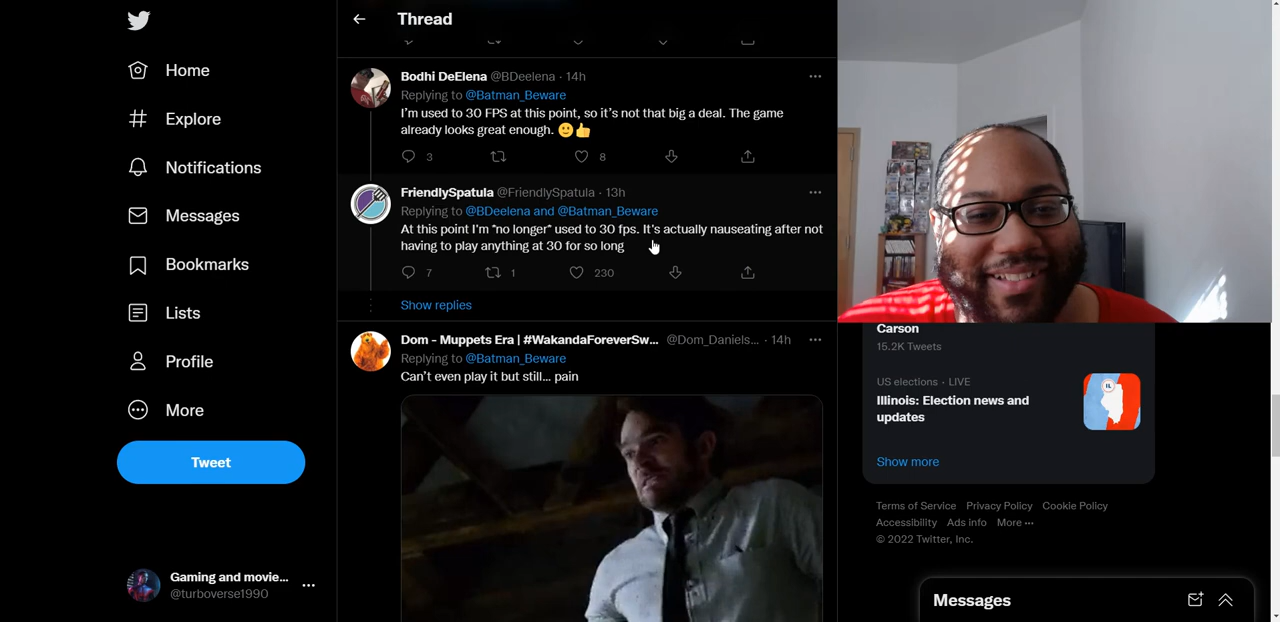 Home
Explore
Notifications
Messages
Bookmarks
Lists
Profile
More
Tweet
Gaming and movie...
@turboverse1990
Thread
Bodhi DeElena @BDeelena · 14h
Replying to @Batman_Beware
I'm used to 30 FPS at this point, so it's not that big a deal. The game
already looks great enough. 🙂👍
3 8
FriendlySpatula @FriendlySpatula · 13h
Replying to @BDeelena and @Batman_Beware
At this point I'm *no longer* used to 30 fps. It's actually nauseating after not
having to play anything at 30 for so long
7 1 230
Show replies
Dom - Muppets Era | #WakandaForeverSw... @Dom_Daniels... · 14h
Replying to @Batman_Beware
Can't even play it but still... pain
Carson
15.2K Tweets
US elections · LIVE
Illinois: Election news and
updates
IL
Show more
Terms of Service Privacy Policy Cookie Policy
Accessibility Ads info More ···
© 2022 Twitter, Inc.
Messages